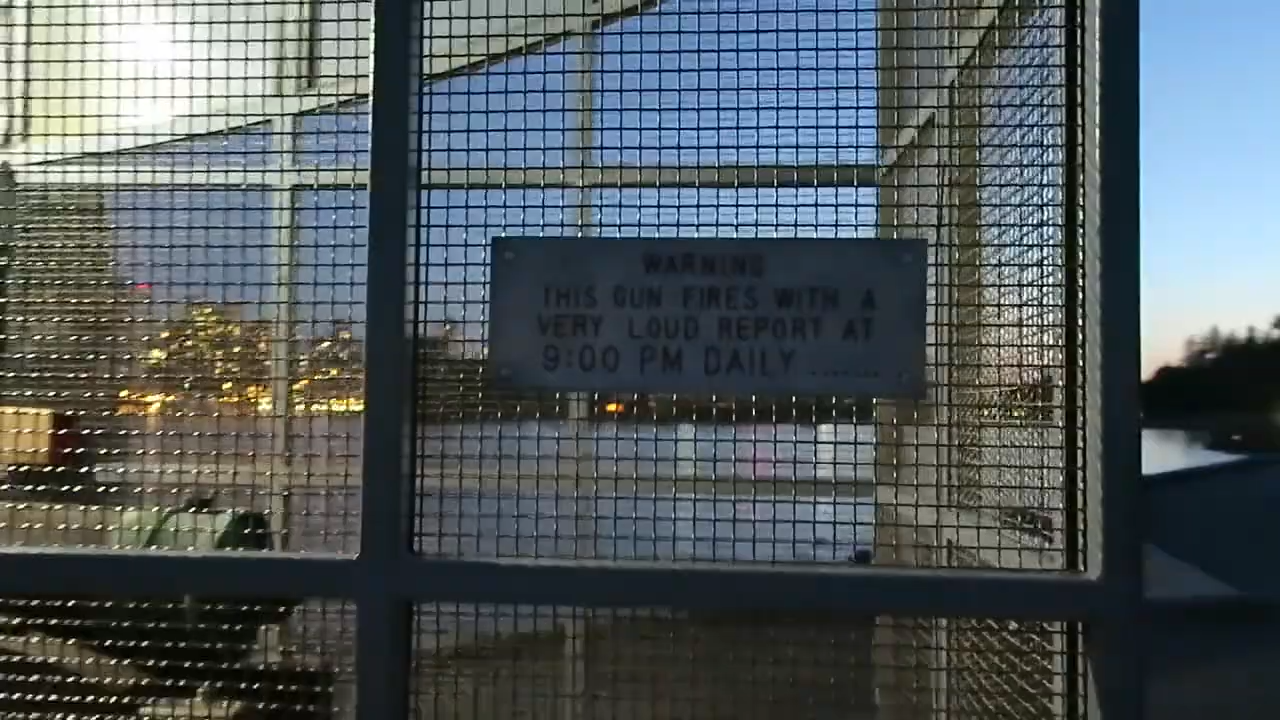 WARNING
THIS GUN FIRES WITH A
VERY LOUD REPORT AT
9:00 PM DAILY .......